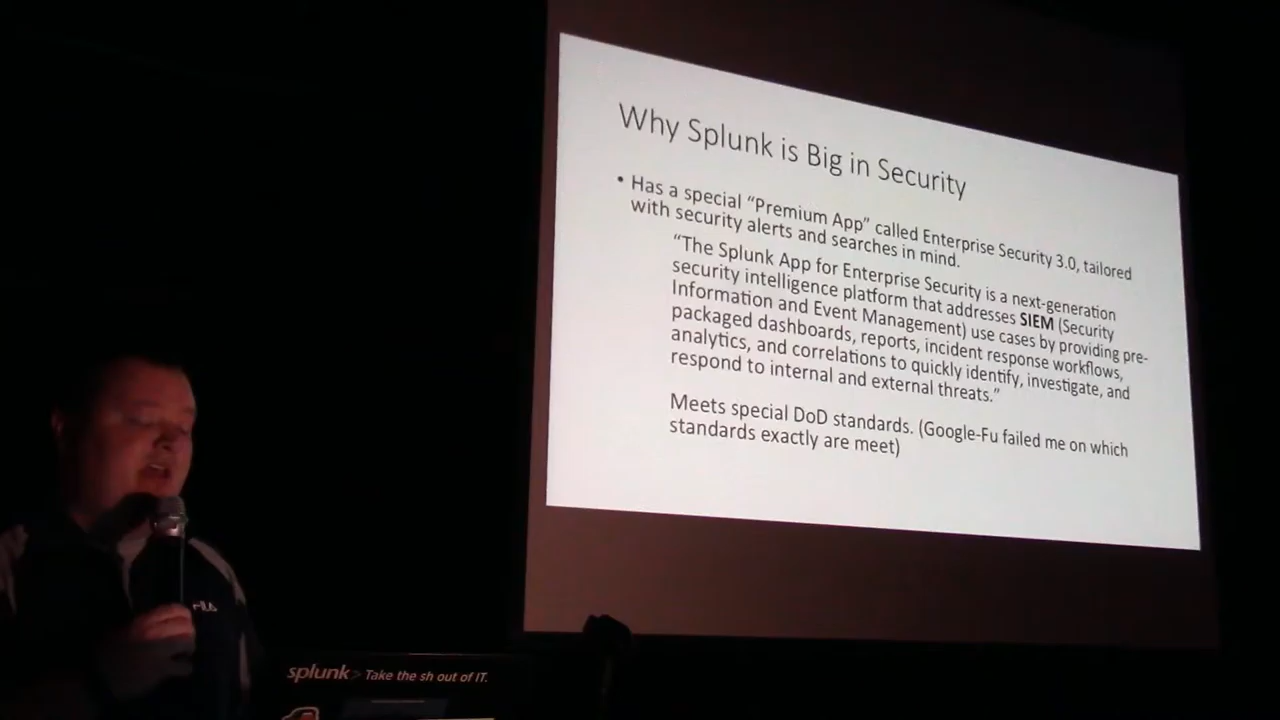 Why Splunk is Big in Security
• Has a special “Premium App” called Enterprise Security 3.0, tailored
with security alerts and searches in mind.
“The Splunk App for Enterprise Security is a next-generation
security intelligence platform that addresses SIEM (Security
Information and Event Management) use cases by providing pre-
packaged dashboards, reports, incident response workflows,
analytics, and correlations to quickly identify, investigate, and
respond to internal and external threats.”
Meets special DoD standards. (Google-Fu failed me on which
standards exactly are meet)
FILA
splunk> Take the sh out of IT.